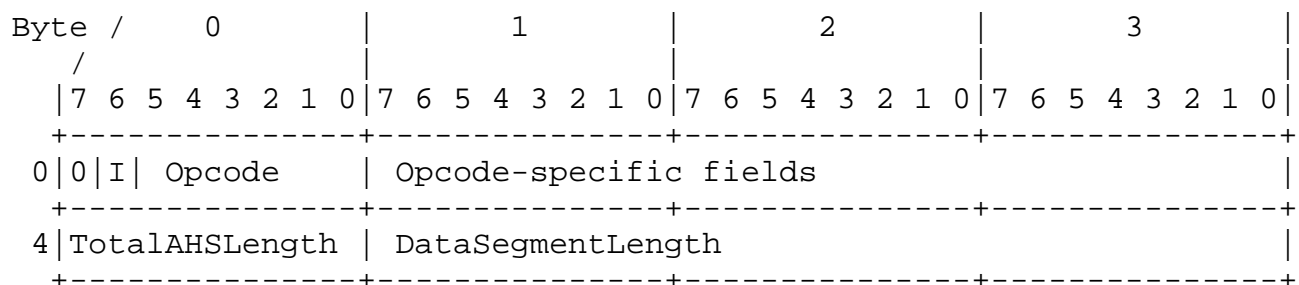 Byte /     0       |       1       |       2       |       3       |
   /               |               |               |               |
  |7 6 5 4 3 2 1 0|7 6 5 4 3 2 1 0|7 6 5 4 3 2 1 0|7 6 5 4 3 2 1 0|
  +---------------+---------------+---------------+---------------+
 0|0|I| Opcode    | Opcode-specific fields                        |
  +---------------+---------------+---------------+---------------+
 4|TotalAHSLength | DataSegmentLength                             |
  +---------------+---------------+---------------+---------------+